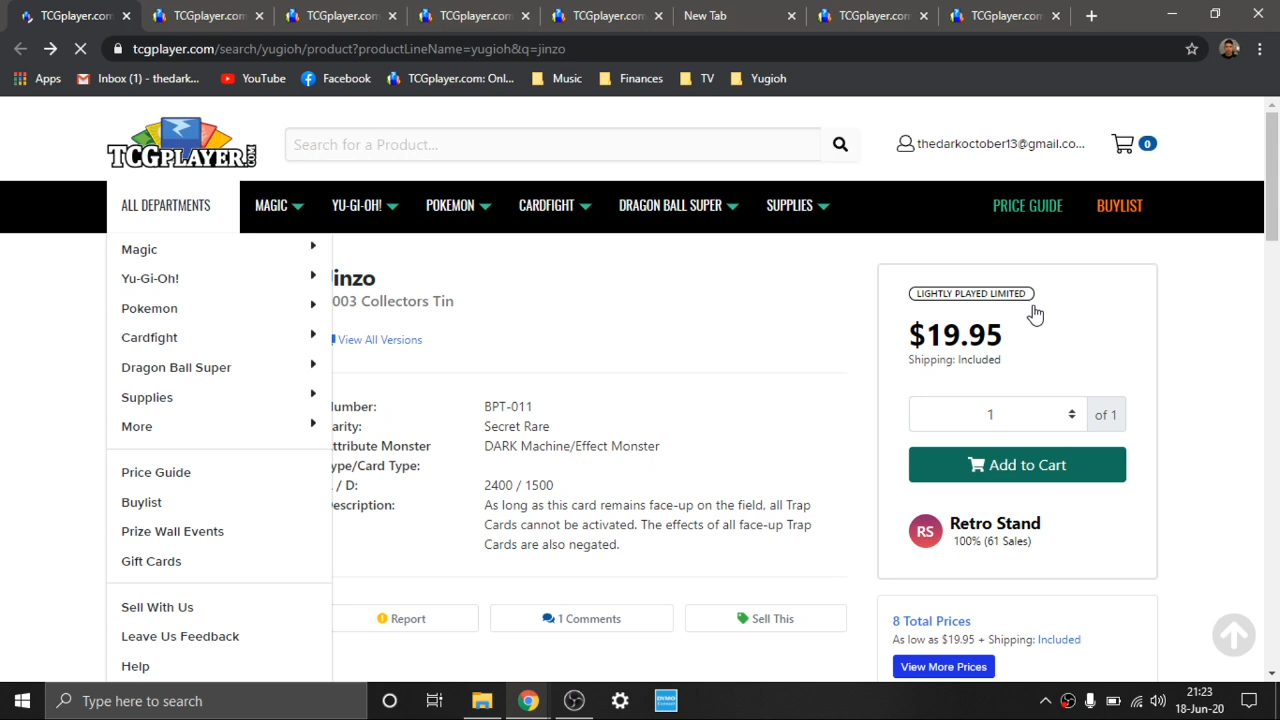 TCGplayer.com
TCGplayer.com
TCGplayer.com
TCGplayer.com
TCGplayer.com
New Tab
TCGplayer.com
TCGplayer.com
tcgplayer.com/search/yugioh/product?productLineName=yugioh&q=jinzo
Apps
Inbox (1) - thedark...
YouTube
Facebook
TCGplayer.com: Onl...
Music
Finances
TV
Yugioh
TCGPLAYER.COM
Search for a Product...
thedarkoctober13@gmail.co...
0
ALL DEPARTMENTS
MAGIC
YU-GI-OH!
POKEMON
CARDFIGHT
DRAGON BALL SUPER
SUPPLIES
PRICE GUIDE
BUYLIST
Magic
Yu-Gi-Oh!
Pokemon
Cardfight
Dragon Ball Super
Supplies
More
Price Guide
Buylist
Prize Wall Events
Gift Cards
Sell With Us
Leave Us Feedback
Help
inzo
003 Collectors Tin
View All Versions
umber: BPT-011
arity: Secret Rare
ttribute Monster DARK Machine/Effect Monster
ype/Card Type:
/ D: 2400 / 1500
escription: As long as this card remains face-up on the field, all Trap
Cards cannot be activated. The effects of all face-up Trap
Cards are also negated.
Report
1 Comments
Sell This
LIGHTLY PLAYED LIMITED
$19.95
Shipping: Included
1
of 1
Add to Cart
RS
Retro Stand
100% (61 Sales)
8 Total Prices
As low as $19.95 + Shipping: Included
View More Prices
Type here to search
DYMO
21:23
18-Jun-20